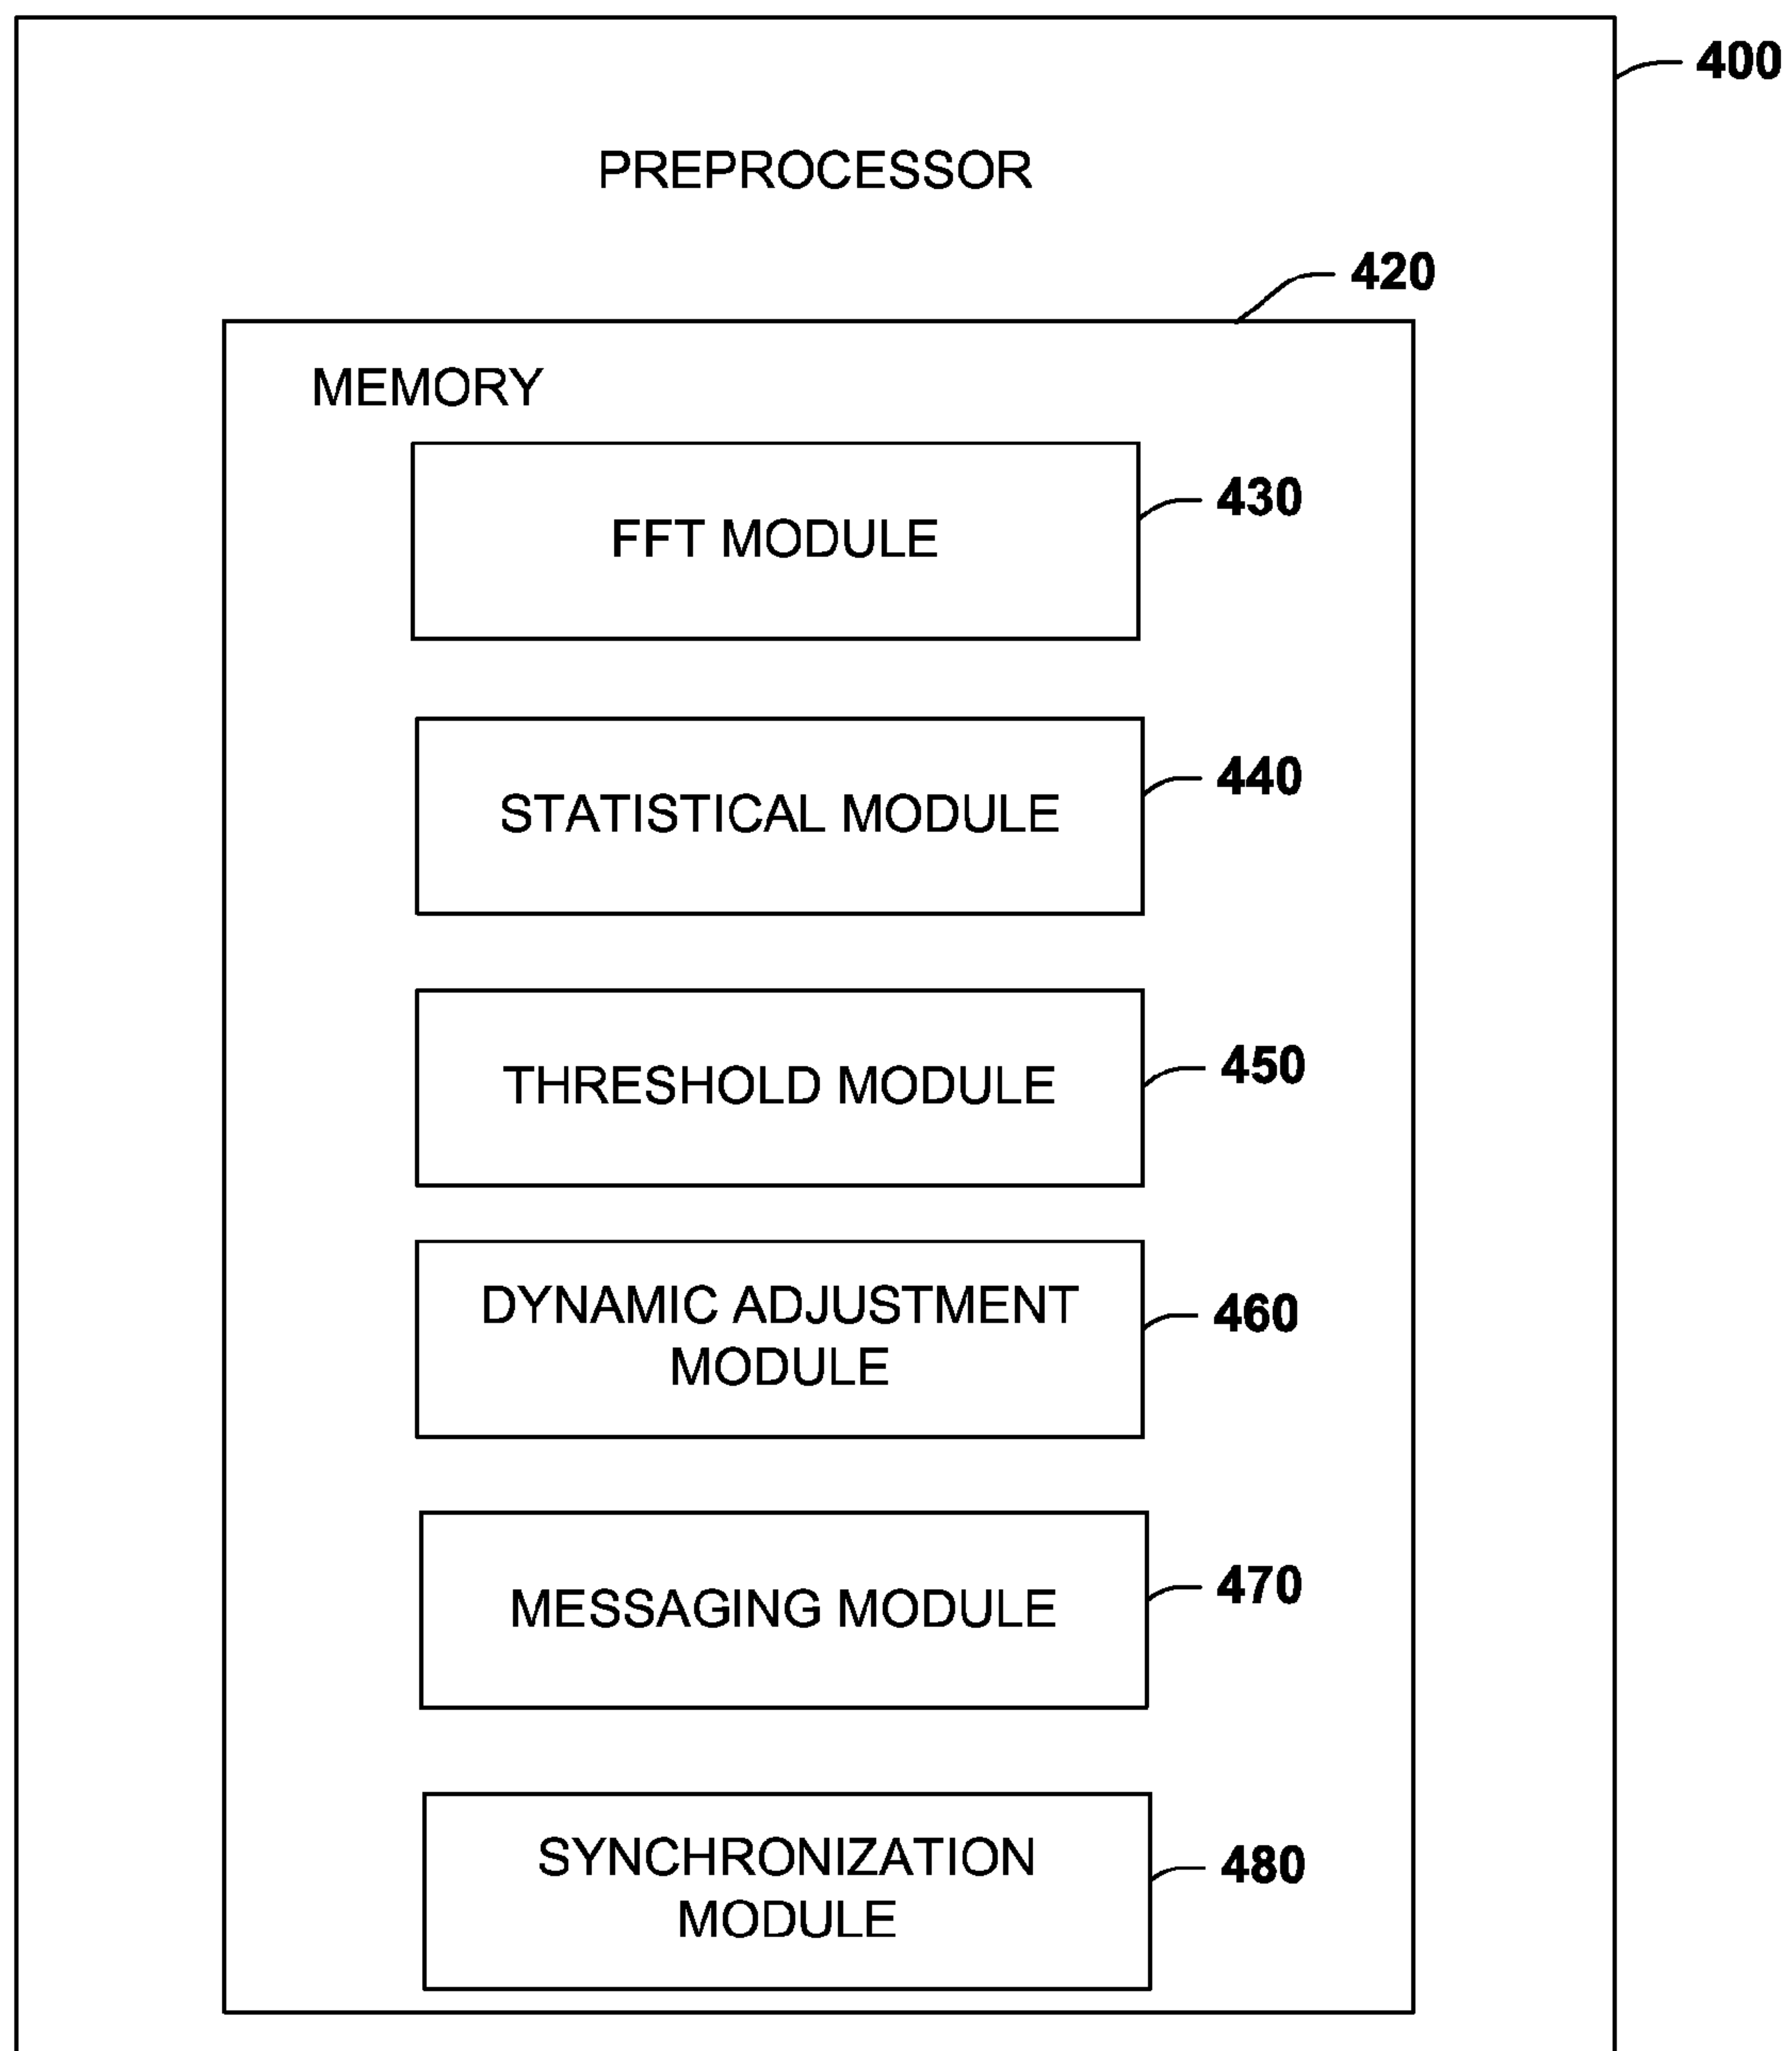 400
PREPROCESSOR
420
MEMORY
FFT MODULE
430
STATISTICAL MODULE
440
THRESHOLD MODULE
450
DYNAMIC ADJUSTMENT
MODULE
460
MESSAGING MODULE
470
SYNCHRONIZATION
MODULE
480